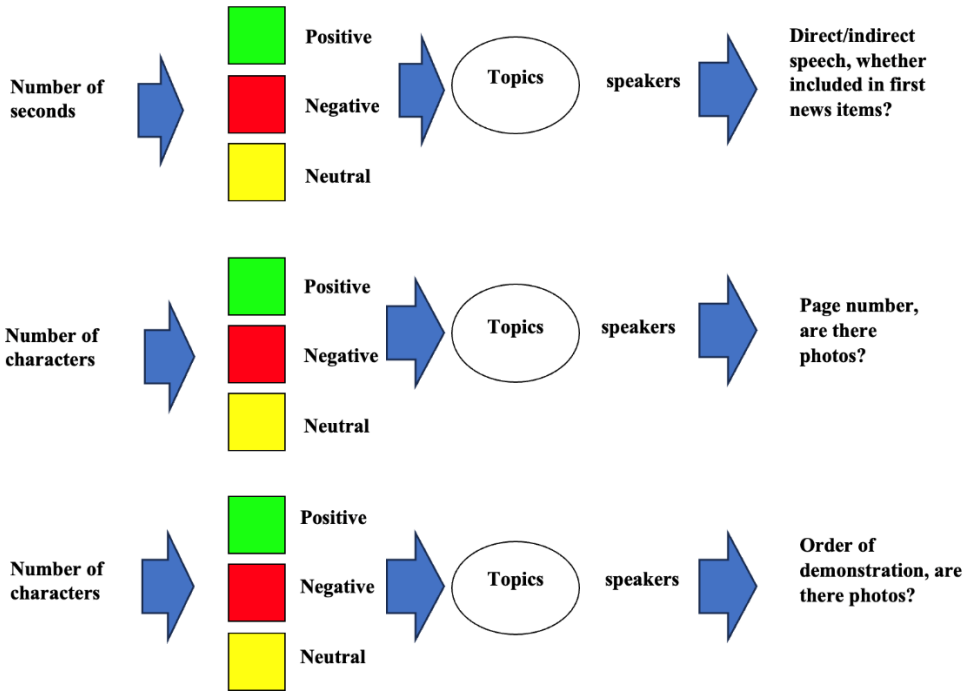 Number of
seconds
Positive
Negative
Neutral
Topics
speakers
Direct/indirect
speech, whether
included in first
news items?
Number of
characters
Positive
Negative
Neutral
Topics
speakers
Page number,
are there
photos?
Number of
characters
Positive
Negative
Neutral
Topics
speakers
Order of
demonstration, are
there photos?